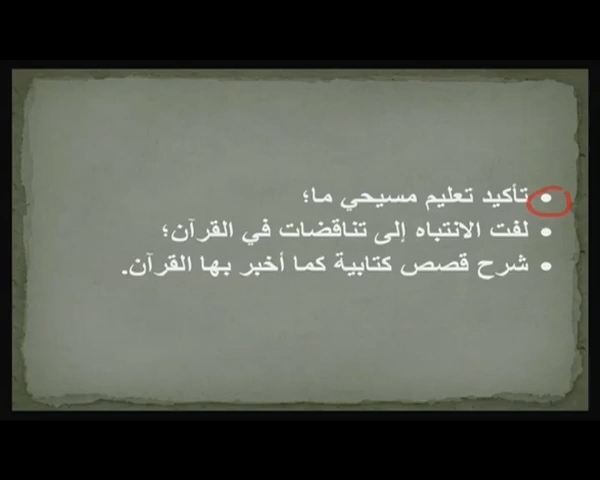 • تأكيد تعليم مسيحي ما؛
• لفت الانتباه إلى تناقضات في القرآن؛
• شرح قصص كتابية كما أخبر بها القرآن.